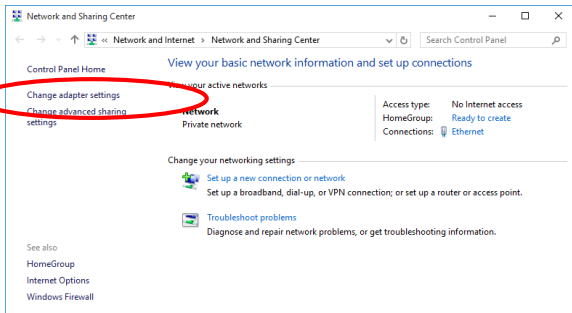 Network and Sharing Center
« Network and Internet > Network and Sharing Center
Search Control Panel
Control Panel Home
Change adapter settings
Change advanced sharing
settings
View your basic network information and set up connections
View your active networks
Network
Private network
Access type: No Internet access
HomeGroup: Ready to create
Connections: Ethernet
Change your networking settings
Set up a new connection or network
Set up a broadband, dial-up, or VPN connection; or set up a router or access point.
Troubleshoot problems
Diagnose and repair network problems, or get troubleshooting information.
See also
HomeGroup
Internet Options
Windows Firewall